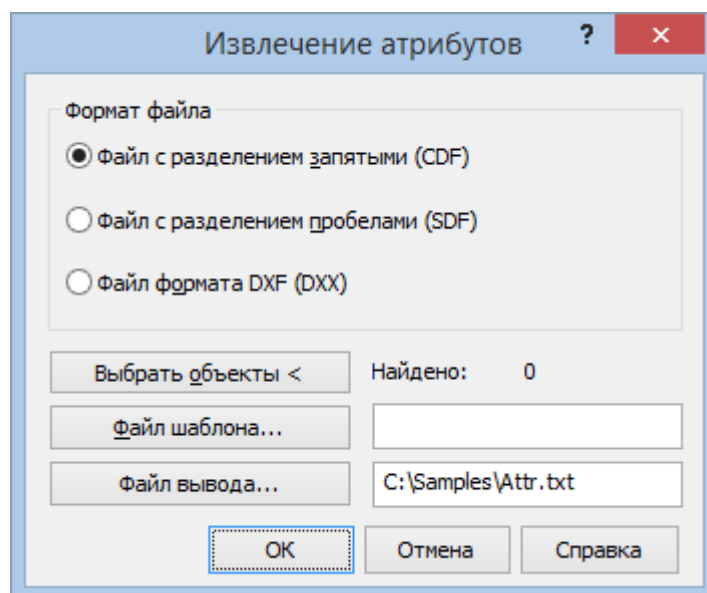 Извлечение атрибутов ? ×
Формат файла
Файл с разделением запятыми (CDF)
Файл с разделением пробелами (SDF)
Файл формата DXF (DXX)
Выбрать объекты < Найдено: 0
Файл шаблона...
Файл вывода... C:\Samples\Attr.txt
ОК Отмена Справка